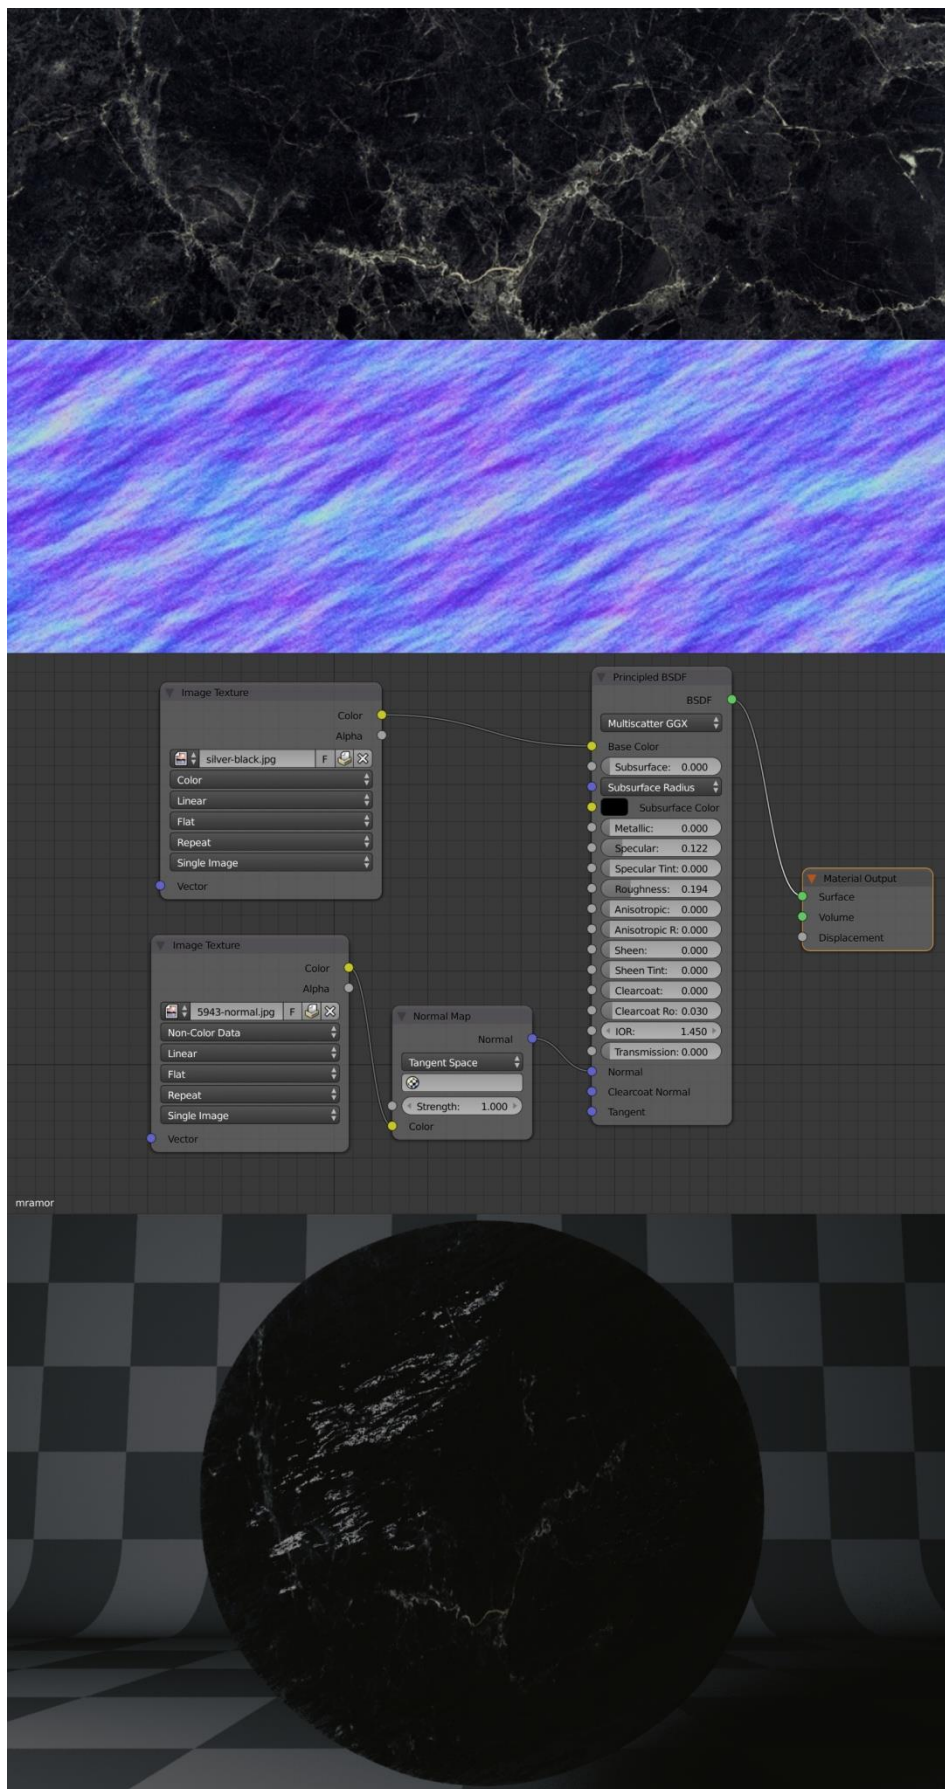 Image Texture
Color
Alpha
silver-black.jpg F
Color
Linear
Flat
Repeat
Single Image
Vector
Image Texture
Color
Alpha
5943-normal.jpg F
Non-Color Data
Linear
Flat
Repeat
Single Image
Vector
Normal Map
Normal
Tangent Space
Strength: 1.000
Color
Principled BSDF
BSDF
Multiscatter GGX
Base Color
Subsurface: 0.000
Subsurface Radius
Subsurface Color
Metallic: 0.000
Specular: 0.122
Specular Tint: 0.000
Roughness: 0.194
Anisotropic: 0.000
Anisotropic R: 0.000
Sheen: 0.000
Sheen Tint: 0.000
Clearcoat: 0.000
Clearcoat Ro: 0.030
IOR: 1.450
Transmission: 0.000
Normal
Clearcoat Normal
Tangent
Material Output
Surface
Volume
Displacement
mramor